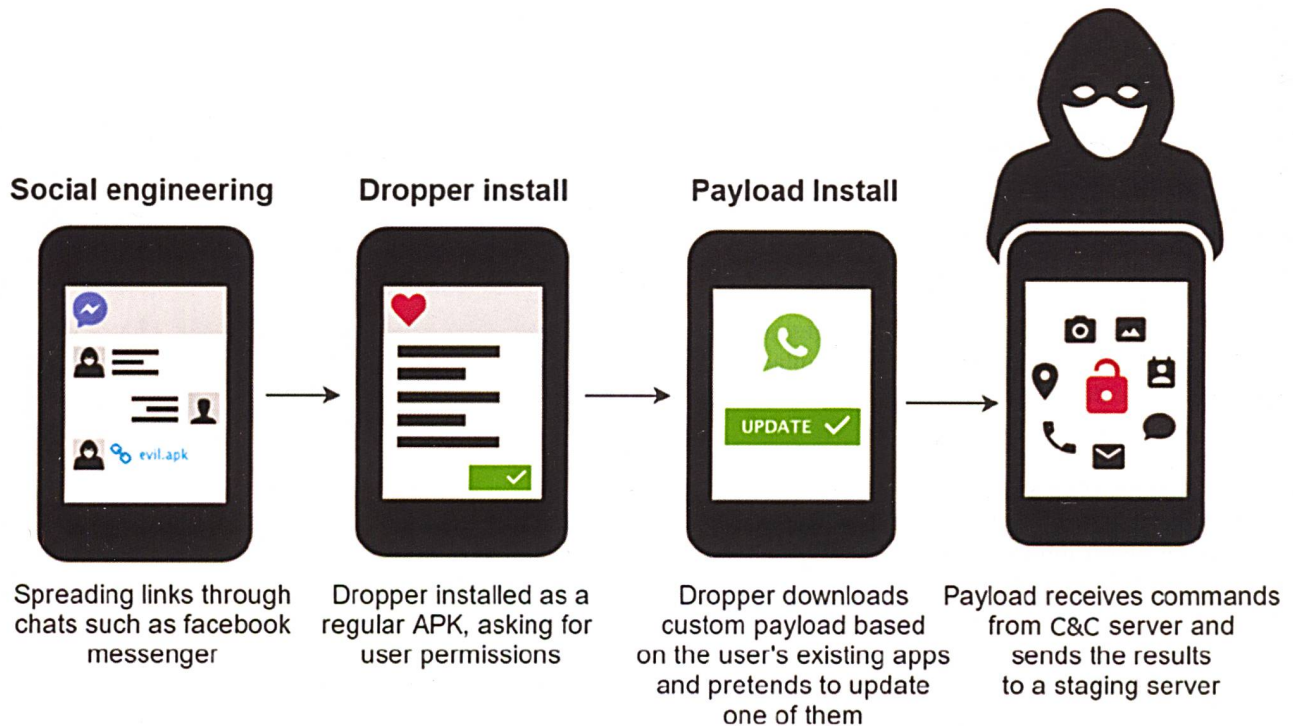 Social engineering
Dropper install
Payload Install
evil.apk
UPDATE
Spreading links through
chats such as facebook
messenger
Dropper installed as a
regular APK, asking for
user permissions
Dropper downloads
custom payload based
on the user's existing apps
and pretends to update
one of them
Payload receives commands
from C&C server and
sends the results
to a staging server